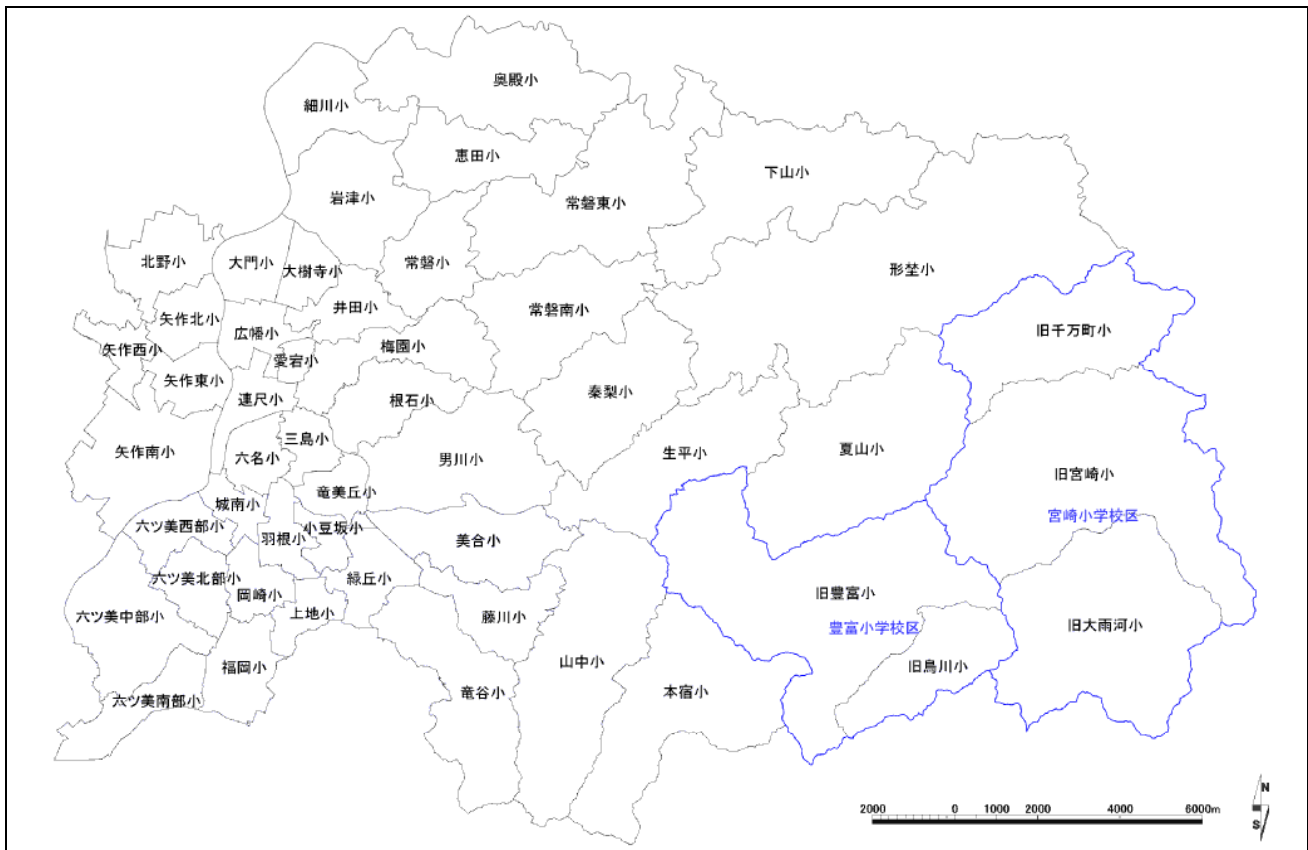 奥殿小
細川小
恵田小
下山小
岩津小
常磐東小
北野小
大門小
大樹寺小
常磐小
形埜小
井田小
常磐南小
矢作北小
広幡小
旧千万町小
矢作西小
愛宕小
梅園小
矢作東小
連尺小
根石小
秦梨小
矢作南小
六名小
三島小
男川小
生平小
夏山小
旧宮崎小
竜美丘小
城南小
宮崎小学校区
六ツ美西部小
羽根小
小豆坂小
美合小
六ツ美北部小
岡崎小
緑丘小
旧豊富小
六ツ美中部小
上地小
藤川小
豊富小学校区
旧大雨河小
福岡小
山中小
旧鳥川小
六ツ美南部小
竜谷小
本宿小
2000 0 1000 2000 4000 6000m
N
S